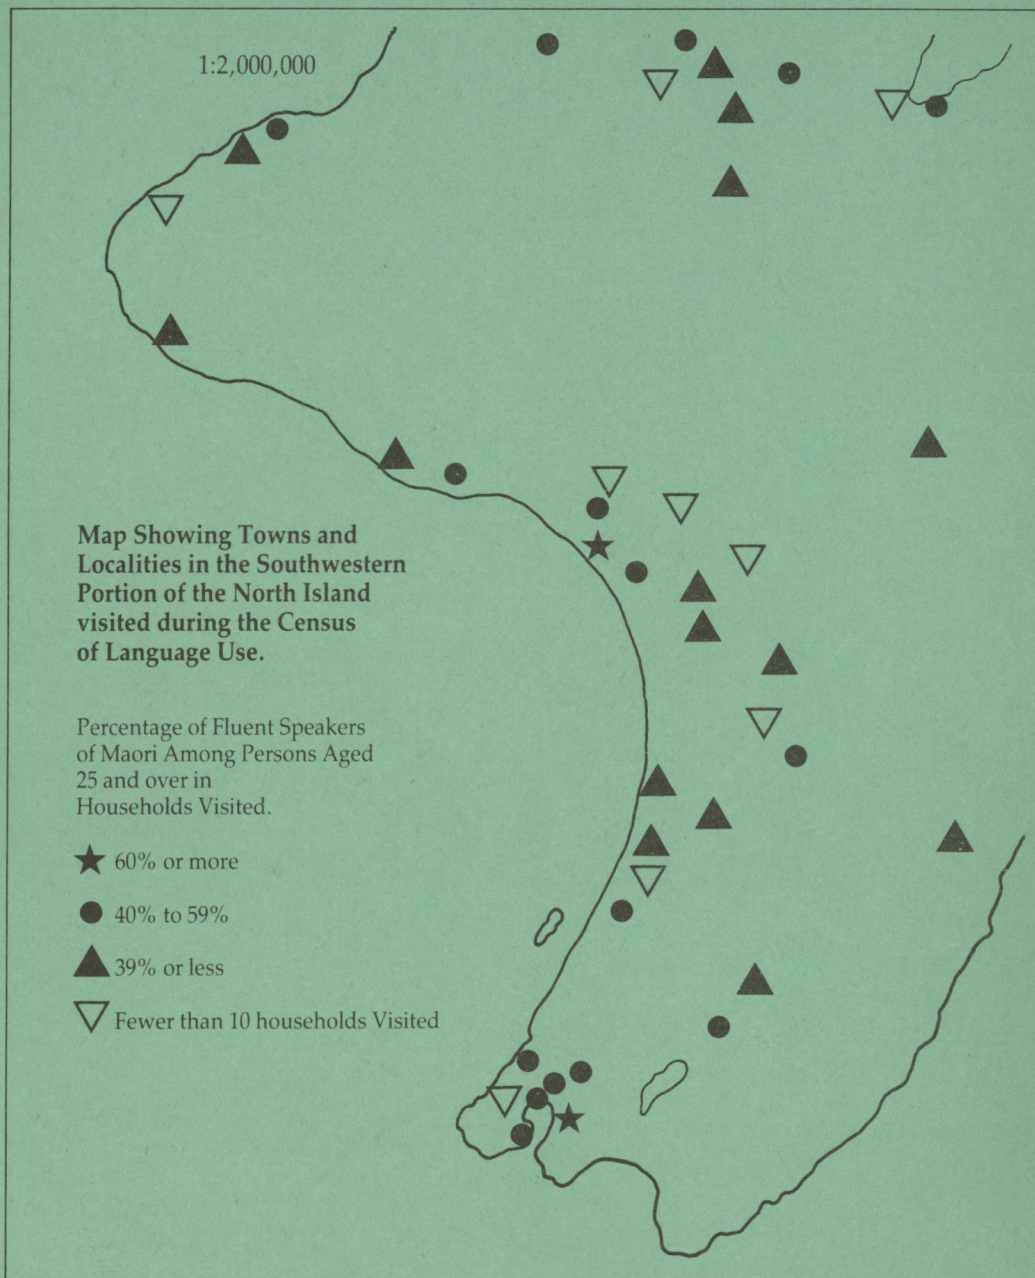 1:2,000,000
Map Showing Towns and
Localities in the Southwestern
Portion of the North Island
visited during the Census
of Language Use.
Percentage of Fluent Speakers
of Maori Among Persons Aged
25 and over in
Households Visited.
60% or more
40% to 59%
39% or less
Fewer than 10 households Visited